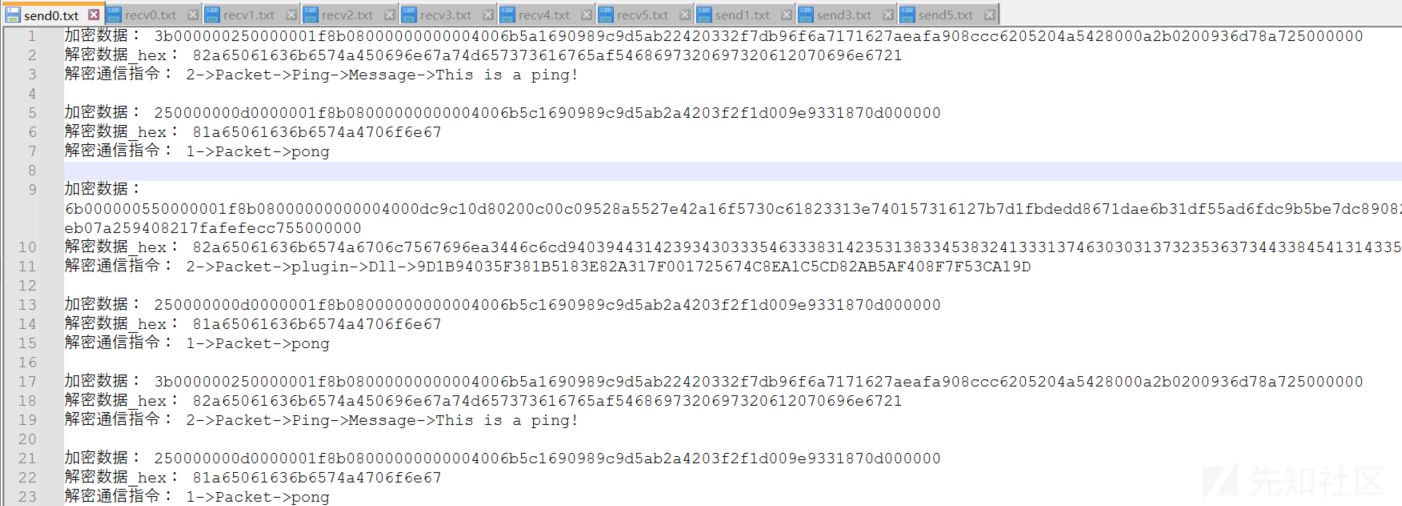 send0.txt recv0.txt recv1.txt recv2.txt recv3.txt recv4.txt recv5.txt send1.txt send3.txt send5.txt
1 加密数据： 3b000000250000001f8b08000000000004006b5a1690989c9d5ab22420332f7db96f6a7171627aeafa908ccc6205204a5428000a2b0200936d78a725000000
2 解密数据_hex： 82a65061636b6574a450696e67a74d657373616765af5468697320697320612070696e6721
3 解密通信指令： 2->Packet->Ping->Message->This is a ping!
4
5 加密数据： 250000000d0000001f8b08000000000004006b5c1690989c9d5ab2a4203f2f1d009e9331870d000000
6 解密数据_hex： 81a65061636b6574a4706f6e67
7 解密通信指令： 1->Packet->pong
8
9 加密数据：
6b000000550000001f8b08000000000004000dc9c10d80200c00c09528a5527e42a16f5730c61823313e740157316127b7d1fbdedd8671dae6b31df55ad6fdc9b5be7dc89082
eb07a259408217fafefecc755000000
10 解密数据_hex： 82a65061636b6574a6706c7567696ea3446c6cd940394431423934303335463338314235313833453832413331374630303137323536373443384541314335
11 解密通信指令： 2->Packet->plugin->Dll->9D1B94035F381B5183E82A317F001725674C8EA1C5CD82AB5AF408F7F53CA19D
12
13 加密数据： 250000000d0000001f8b08000000000004006b5c1690989c9d5ab2a4203f2f1d009e9331870d000000
14 解密数据_hex： 81a65061636b6574a4706f6e67
15 解密通信指令： 1->Packet->pong
16
17 加密数据： 3b000000250000001f8b08000000000004006b5a1690989c9d5ab22420332f7db96f6a7171627aeafa908ccc6205204a5428000a2b0200936d78a725000000
18 解密数据_hex： 82a65061636b6574a450696e67a74d657373616765af5468697320697320612070696e6721
19 解密通信指令： 2->Packet->Ping->Message->This is a ping!
20
21 加密数据： 250000000d0000001f8b08000000000004006b5c1690989c9d5ab2a4203f2f1d009e9331870d000000
22 解密数据_hex： 81a65061636b6574a4706f6e67
23 解密通信指令： 1->Packet->pong
先知社区